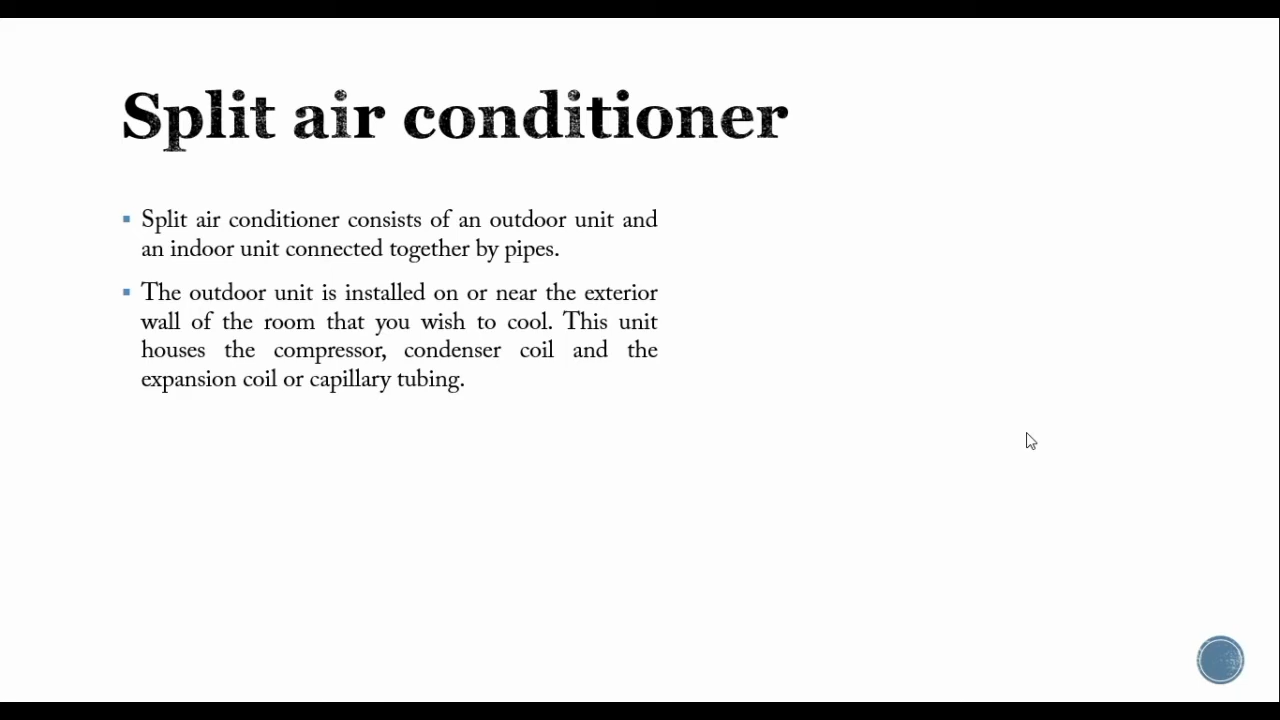 Split air conditioner
Split air conditioner consists of an outdoor unit and
an indoor unit connected together by pipes.
The outdoor unit is installed on or near the exterior
wall of the room that you wish to cool. This unit
houses the compressor, condenser coil and the
expansion coil or capillary tubing.